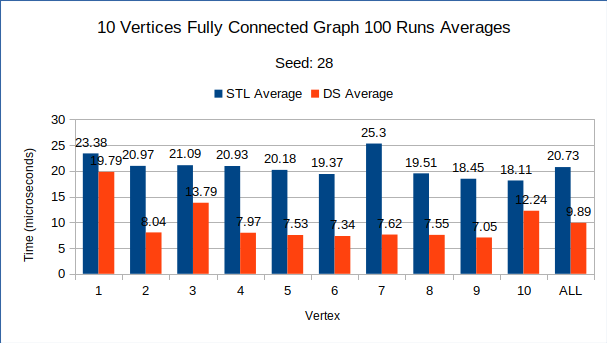 10 Vertices Fully Connected Graph 100 Runs Averages
Seed: 28
STL Average DS Average
Time (microseconds)
30
25
20
15
10
5
0
23.38 19.79 20.97 8.04 21.09 13.79 20.93 7.97 20.18 7.53 19.37 7.34 25.3 7.62 19.51 7.55 18.45 7.05 18.11 12.24 20.73 9.89
1 2 3 4 5 6 7 8 9 10 ALL
Vertex